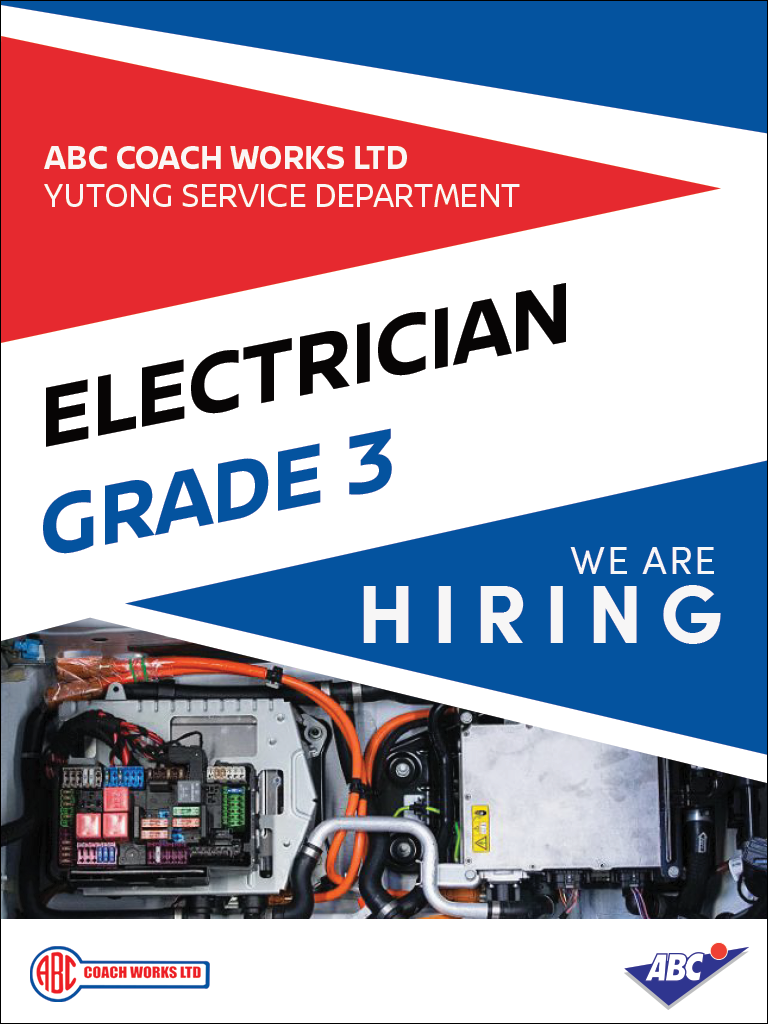 ABC COACH WORKS LTD
YUTONG SERVICE DEPARTMENT
ELECTRICIAN
GRADE 3
WE ARE
HIRING
ABC COACH WORKS LTD
ABC